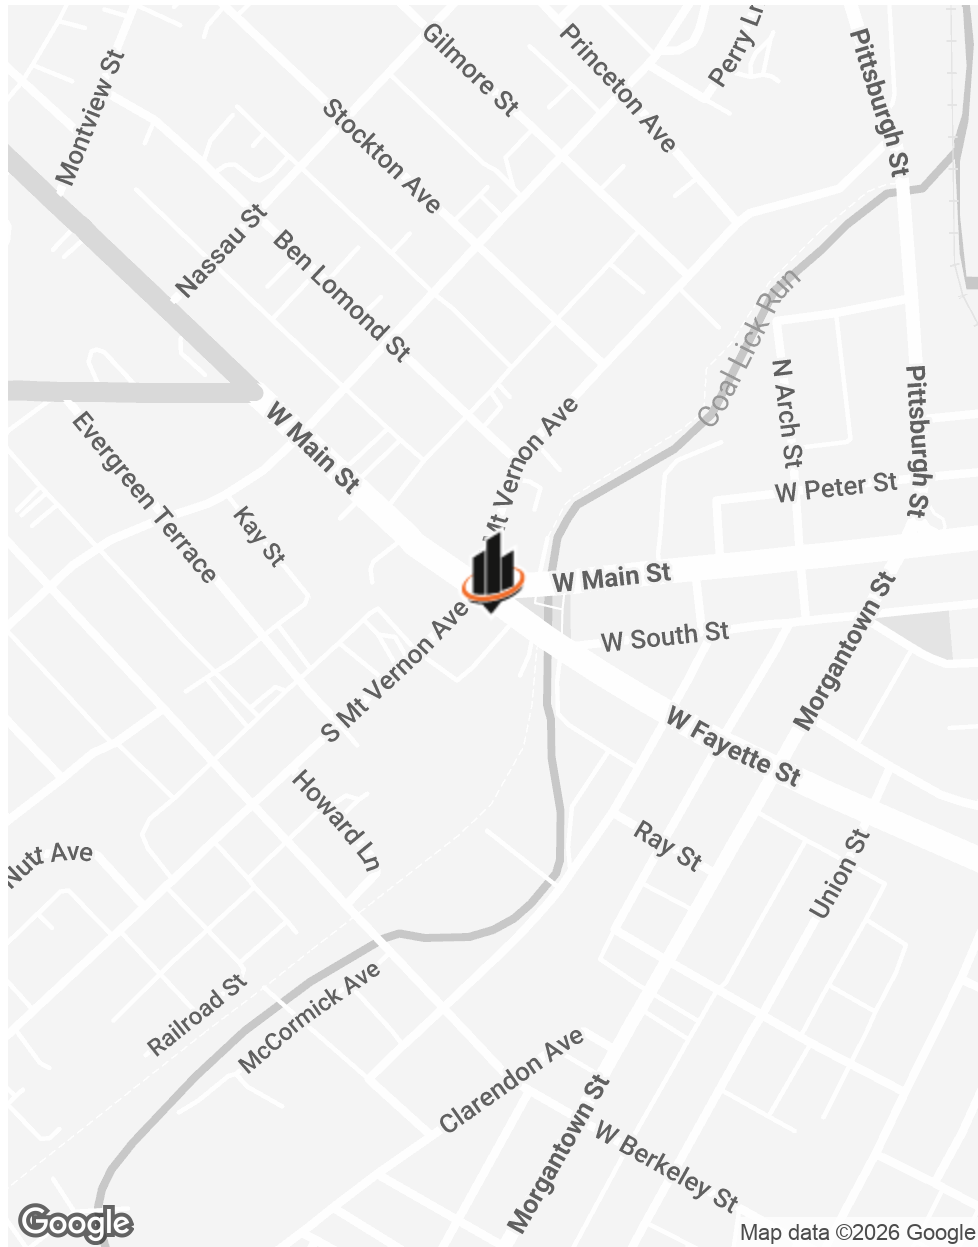 Montview St
Gilmore St
Princeton Ave
Perry Ln
Pittsburgh St
Stockton Ave
Nassau St
Ben Lomond St
Coal Lick Run
N Arch St
Pittsburgh St
Evergreen Terrace
W Main St
Mt Vernon Ave
W Peter St
Kay St
W Main St
S Mt Vernon Ave
W South St
Morgantown St
W Fayette St
Howard Ln
Nutt Ave
Ray St
Union St
Railroad St
McCormick Ave
Clarendon Ave
Morgantown St
W Berkeley St
Google
Map data ©2026 Google